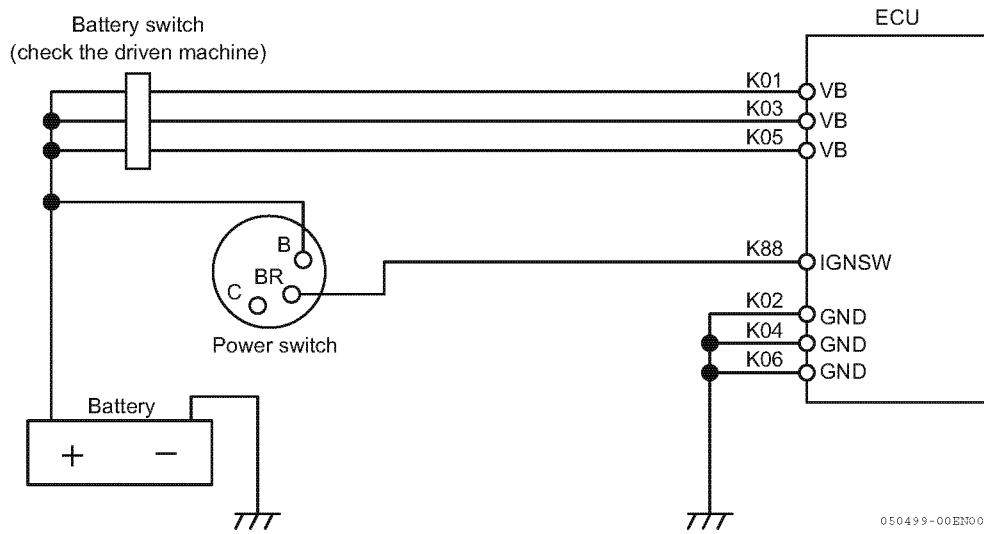 ECU
Battery switch
(check the driven machine)
K01
VB
K03
VB
K05
VB
B
BR
C
Power switch
K88
IGNSW
K02
GND
K04
GND
K06
GND
Battery
+ −
050499-00EN00